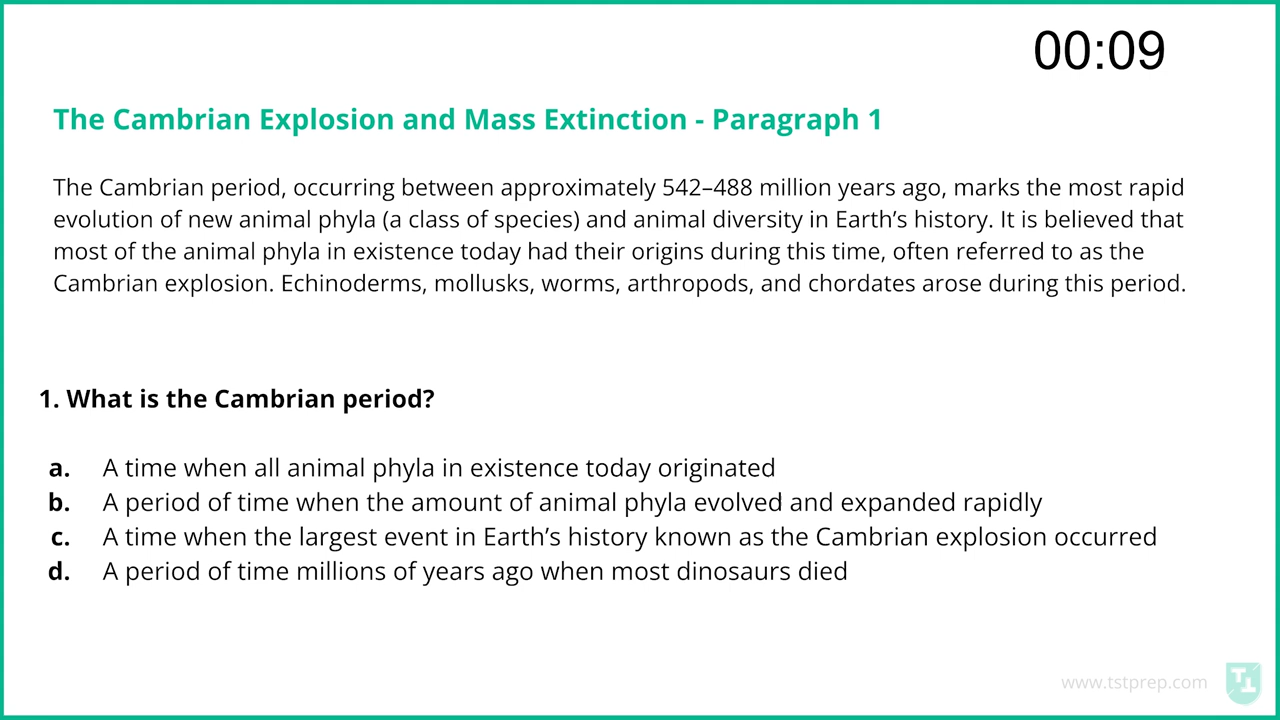 00:09
The Cambrian Explosion and Mass Extinction - Paragraph 1
The Cambrian period, occurring between approximately 542–488 million years ago, marks the most rapid
evolution of new animal phyla (a class of species) and animal diversity in Earth’s history. It is believed that
most of the animal phyla in existence today had their origins during this time, often referred to as the
Cambrian explosion. Echinoderms, mollusks, worms, arthropods, and chordates arose during this period.
1. What is the Cambrian period?
a. A time when all animal phyla in existence today originated
b. A period of time when the amount of animal phyla evolved and expanded rapidly
c. A time when the largest event in Earth’s history known as the Cambrian explosion occurred
d. A period of time millions of years ago when most dinosaurs died
www.tstprep.com